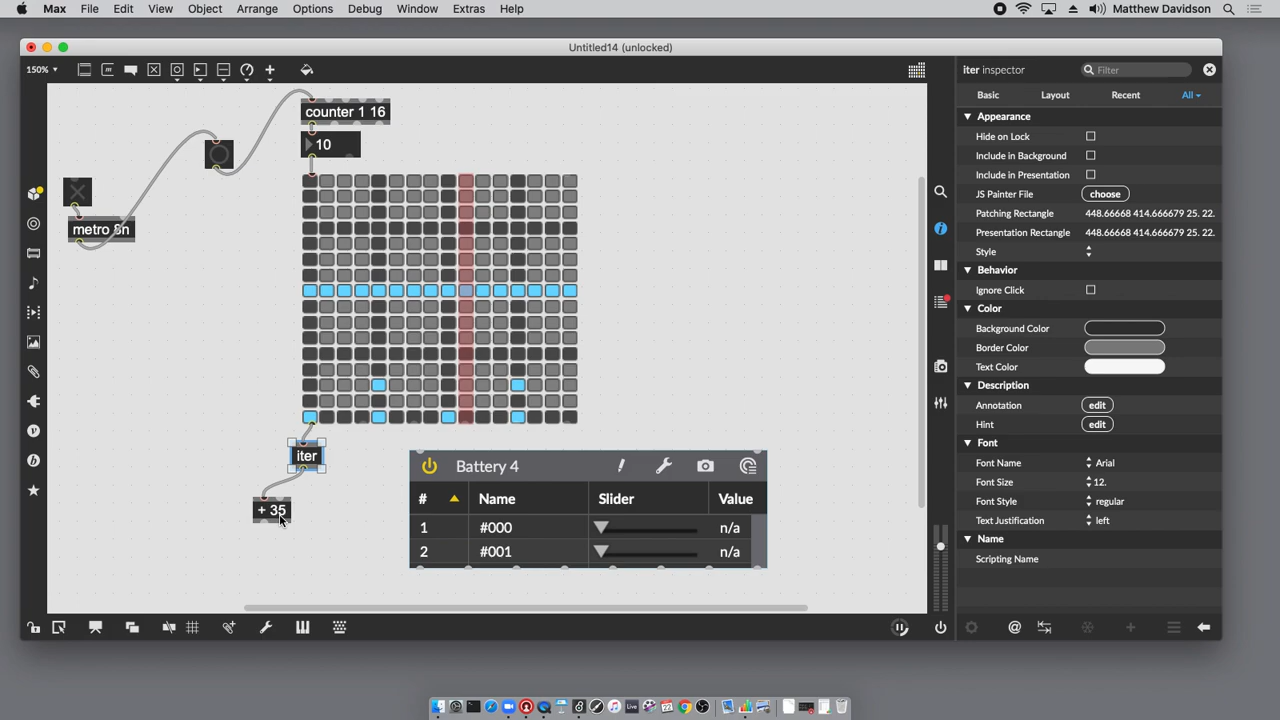 Max File Edit View Object Arrange Options Debug Window Extras Help Matthew Davidson
Untitled14 (unlocked)
150%
iter inspector
Filter
Basic Layout Recent All
counter 1 16
10
metro 8n
iter
+ 35
Battery 4
# Name Slider Value
1 #000 n/a
2 #001 n/a
Appearance
Hide on Lock
Include in Background
Include in Presentation
JS Painter File choose
Patching Rectangle 448.66668 414.666679 25. 22.
Presentation Rectangle 448.66668 414.666679 25. 22.
Style
Behavior
Ignore Click
Color
Background Color
Border Color
Text Color
Description
Annotation edit
Hint edit
Font
Font Name Arial
Font Size 12.
Font Style regular
Text Justification left
Name
Scripting Name